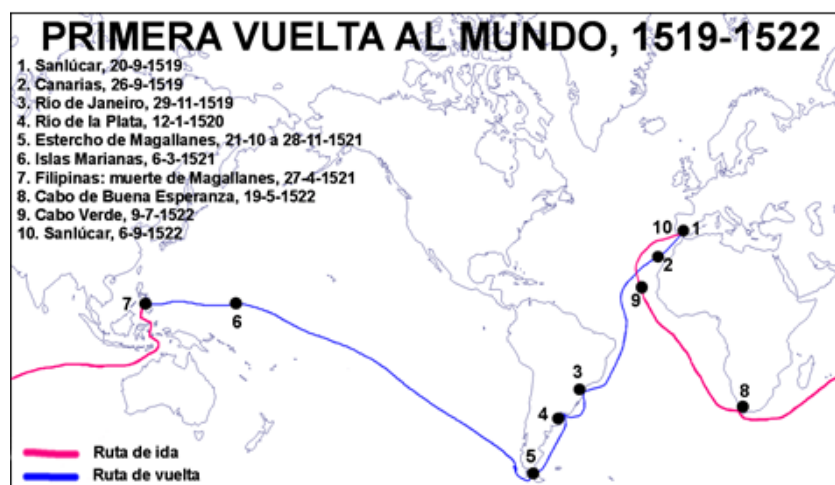 PRIMERA VUELTA AL MUNDO, 1519-1522
1. Sanlúcar, 20-9-1519
2. Canarias, 26-9-1519
3. Rio de Janeiro, 29-11-1519
4. Río de la Plata, 12-1-1520
5. Estercho de Magallanes, 21-10 a 28-11-1521
6. Islas Marianas, 6-3-1521
7. Filipinas: muerte de Magallanes, 27-4-1521
8. Cabo de Buena Esperanza, 19-5-1522
9. Cabo Verde, 9-7-1522
10. Sanlúcar, 6-9-1522
10 1
2
9
7
6
3
8
4
5
Ruta de ida
Ruta de vuelta